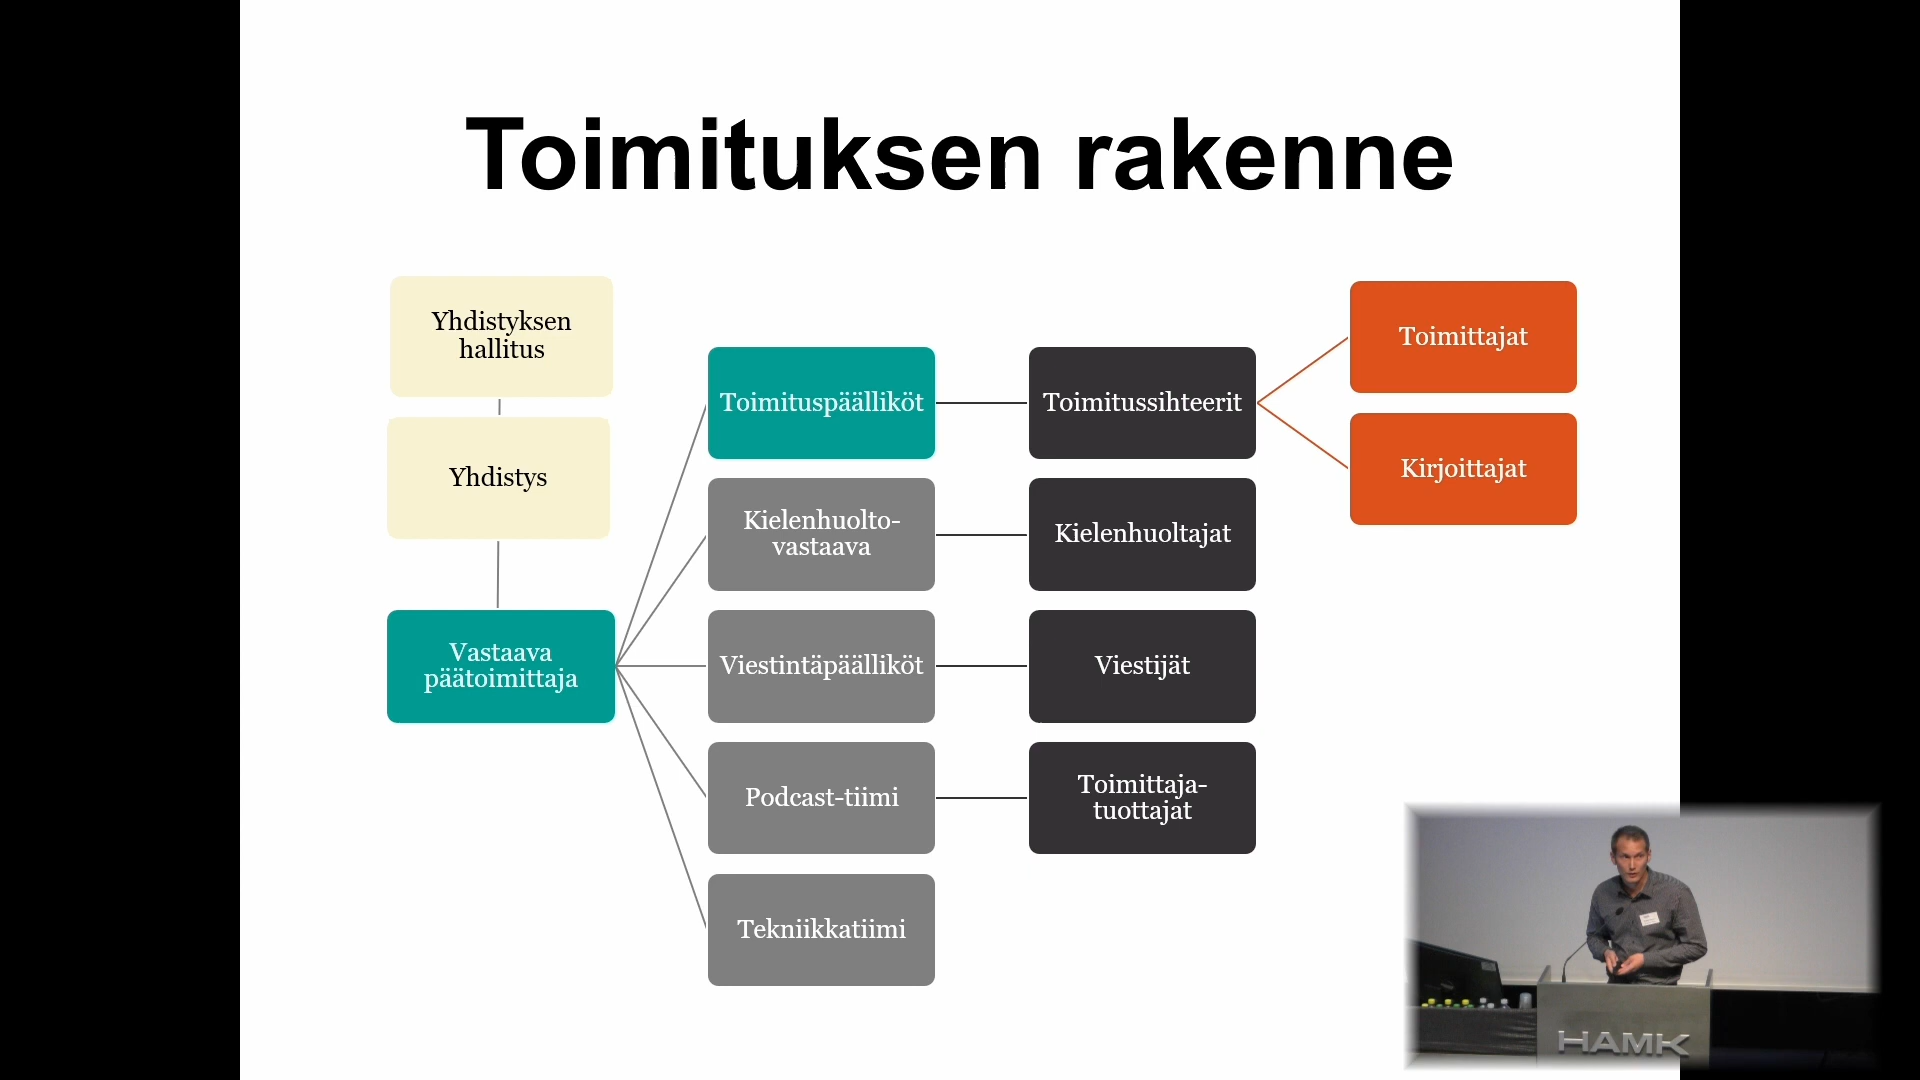 Toimituksen rakenne
Yhdistyksen
hallitus
Yhdistys
Vastaava
päätoimittaja
Toimituspäälliköt
Kielenhuolto-
vastaava
Viestintäpäälliköt
Podcast-tiimi
Tekniikkatiimi
Toimitussihteerit
Kielenhuoltajat
Viestijät
Toimittaja-
tuottajat
Toimittajat
Kirjoittajat
HAMK